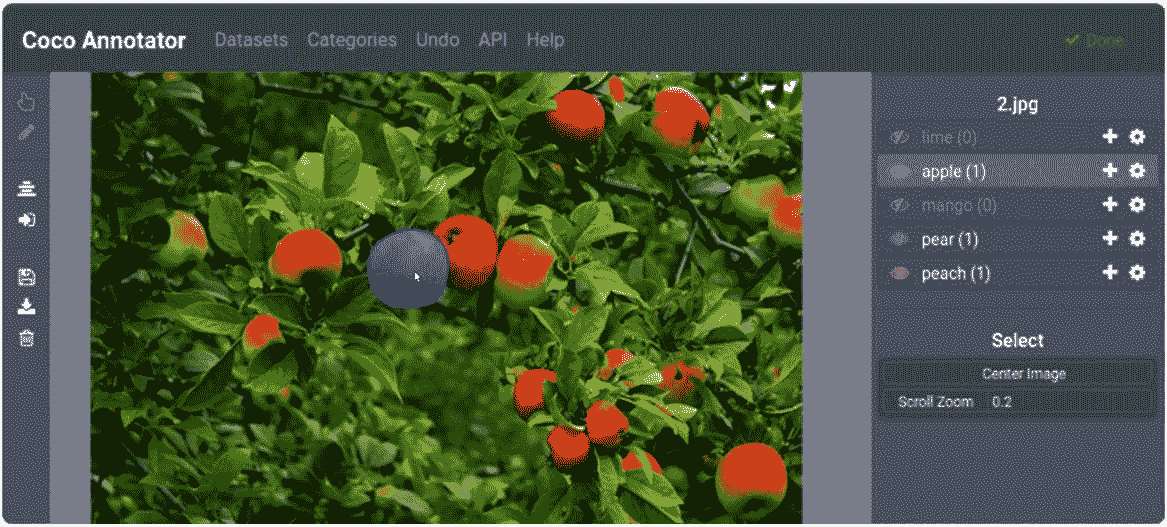 Coco Annotator Datasets Categories Undo API Help Done
2.jpg
lime (0)
apple (1)
mango (0)
pear (1)
peach (1)
Select
Center Image
Scroll Zoom 0.2